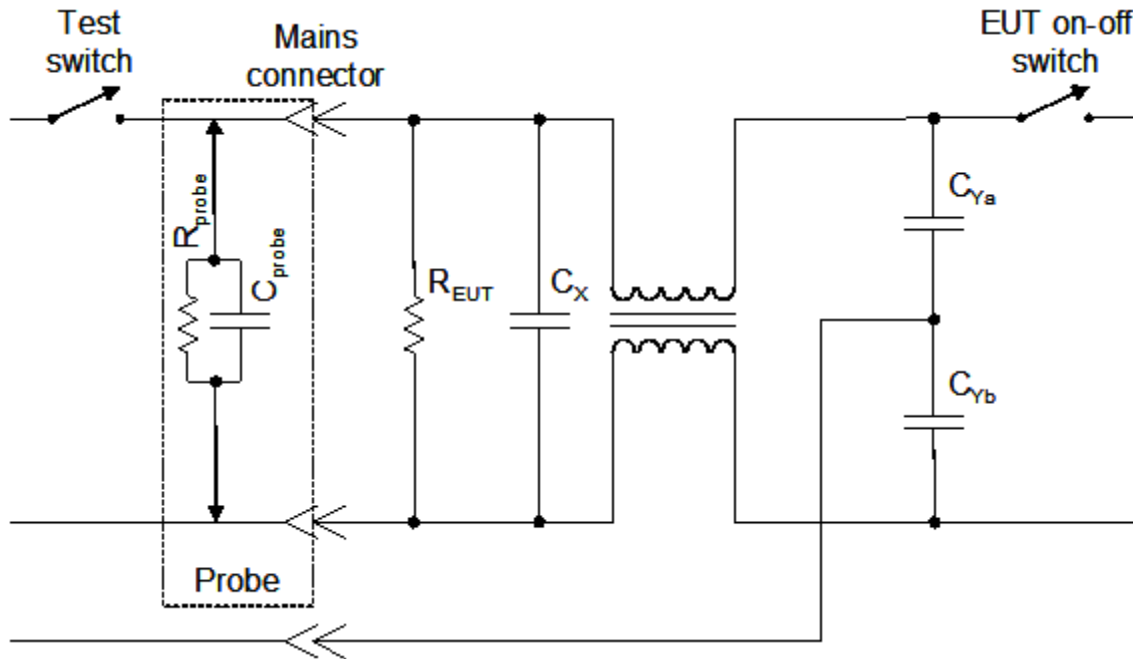 Test
switch
Mains
connector
EUT on-off
switch
R_probe
C_probe
R_EUT
C_X
C_Ya
C_Yb
Probe